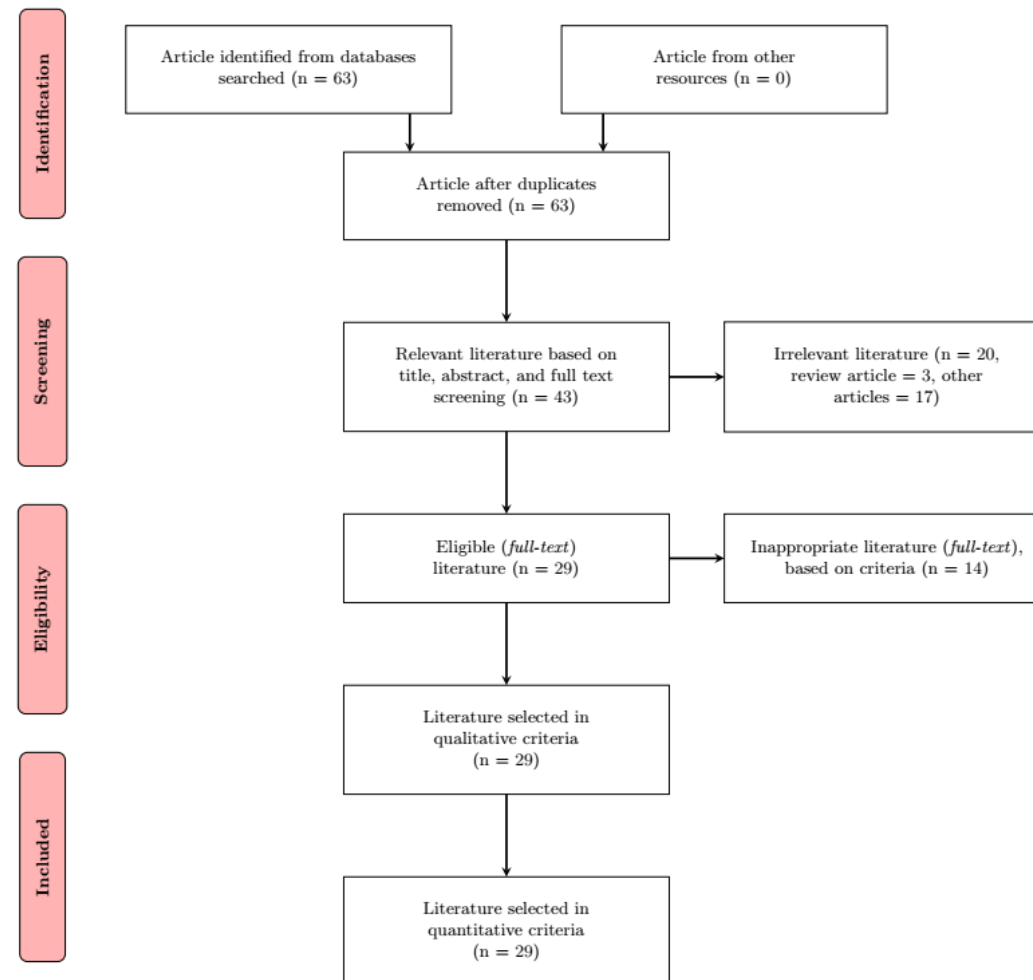 Identification
Article identified from databases
searched (n = 63)
Article from other
resources (n = 0)
Article after duplicates
removed (n = 63)
Screening
Relevant literature based on
title, abstract, and full text
screening (n = 43)
Irrelevant literature (n = 20,
review article = 3, other
articles = 17)
Eligibility
Eligible (full-text)
literature (n = 29)
Inappropriate literature (full-text),
based on criteria (n = 14)
Literature selected in
qualitative criteria
(n = 29)
Included
Literature selected in
quantitative criteria
(n = 29)